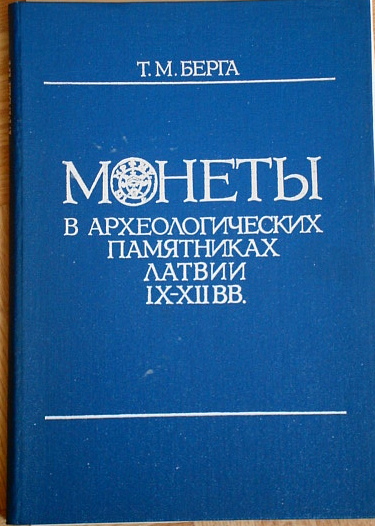 Т. М. БЕРГА
МОНЕТЫ
В АРХЕОЛОГИЧЕСКИХ
ПАМЯТНИКАХ
ЛАТВИИ
IX-XII ВВ.